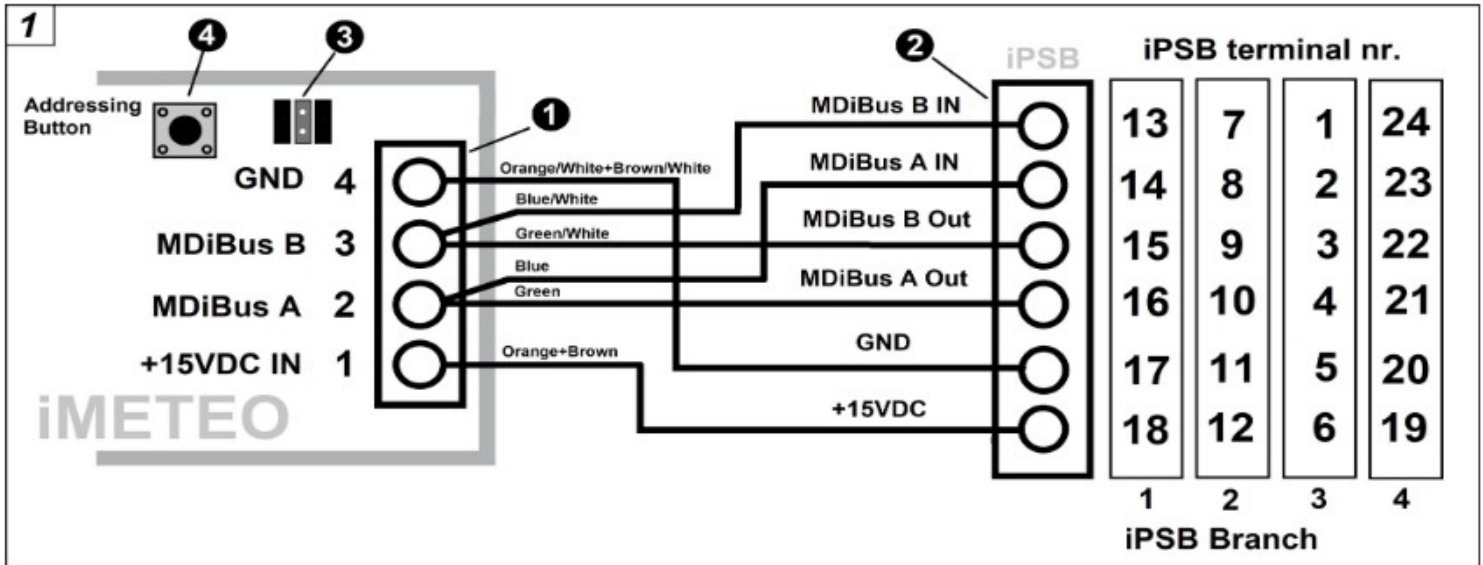 1
4
3
2
iPSB
iPSB terminal nr.
Addressing
Button
1
MDiBus B IN
13 7 1 24
GND 4
Orange/White+Brown/White
MDiBus A IN
14 8 2 23
Blue/White
MDiBus B 3
Green/White
MDiBus B Out
15 9 3 22
Blue
MDiBus A 2
Green
MDiBus A Out
16 10 4 21
+15VDC IN 1
Orange+Brown
GND
17 11 5 20
iMETEO
+15VDC
18 12 6 19
1 2 3 4
iPSB Branch